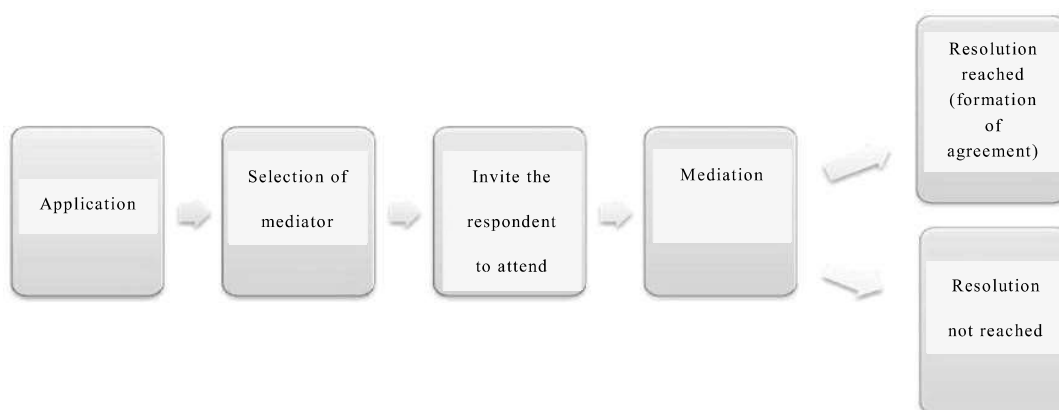 Application
Selection of
mediator
Invite the
respondent
to attend
Mediation
Resolution
reached
(formation
of
agreement)
Resolution
not reached